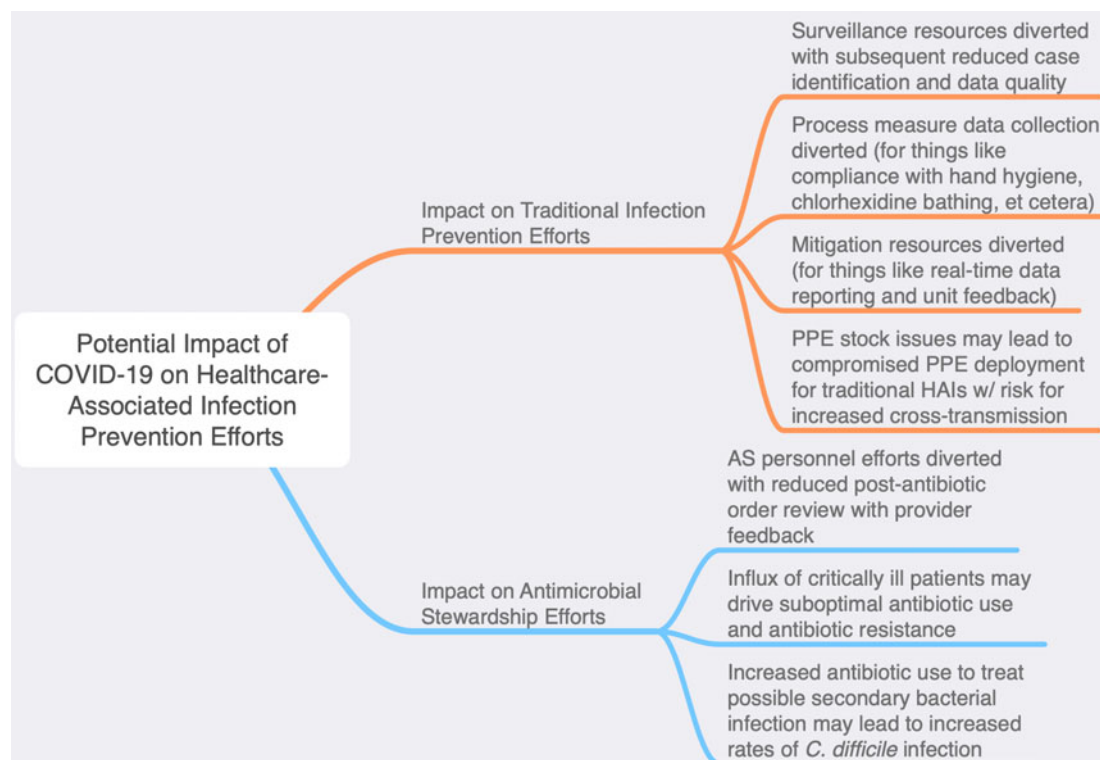 Potential Impact of
COVID-19 on Healthcare-
Associated Infection
Prevention Efforts
Impact on Traditional Infection
Prevention Efforts
Surveillance resources diverted
with subsequent reduced case
identification and data quality
Process measure data collection
diverted (for things like
compliance with hand hygiene,
chlorhexidine bathing, et cetera)
Mitigation resources diverted
(for things like real-time data
reporting and unit feedback)
PPE stock issues may lead to
compromised PPE deployment
for traditional HAIs w/ risk for
increased cross-transmission
Impact on Antimicrobial
Stewardship Efforts
AS personnel efforts diverted
with reduced post-antibiotic
order review with provider
feedback
Influx of critically ill patients may
drive suboptimal antibiotic use
and antibiotic resistance
Increased antibiotic use to treat
possible secondary bacterial
infection may lead to increased
rates of C. difficile infection